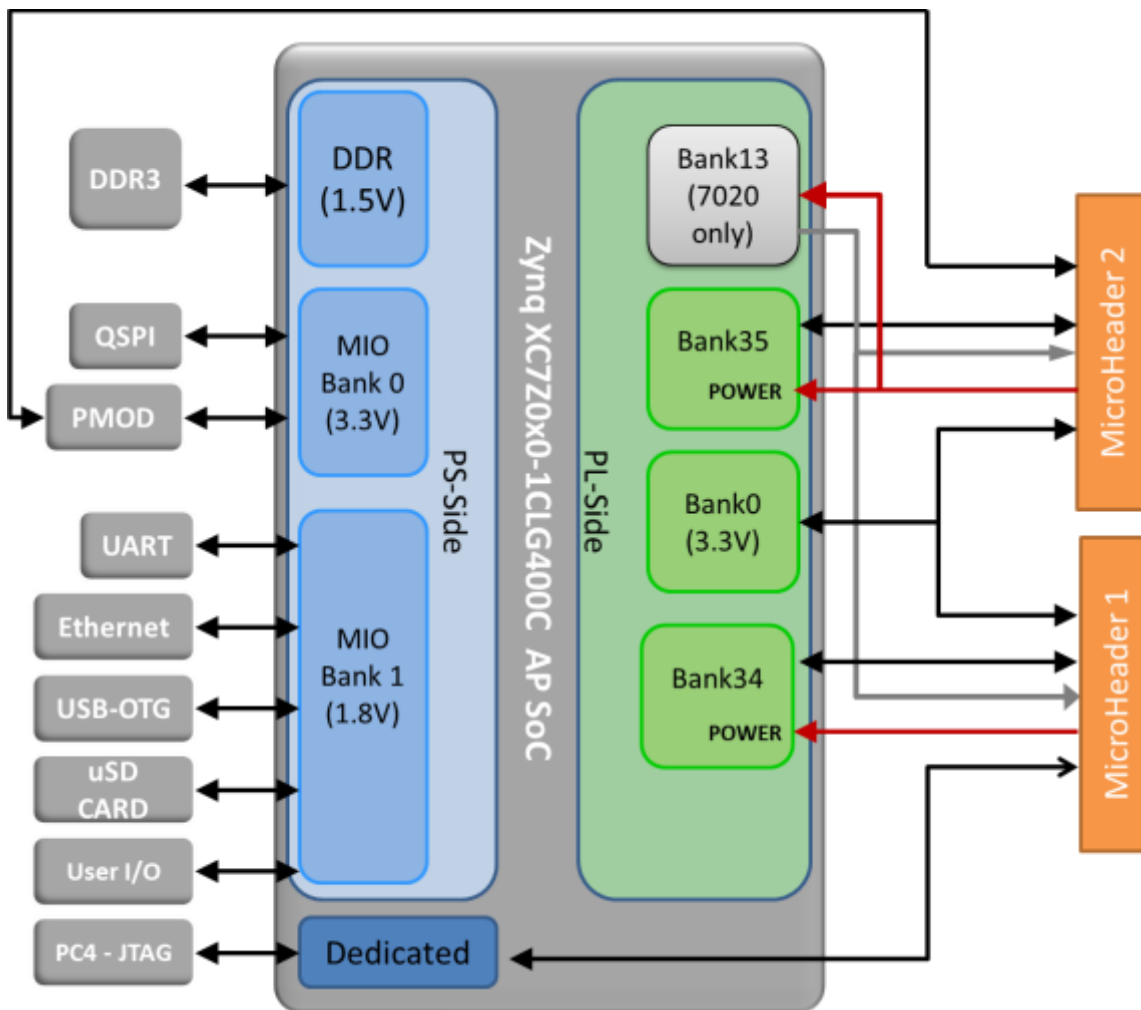 DDR3
QSPI
PMOD
UART
Ethernet
USB-OTG
uSD
CARD
User I/O
PC4 - JTAG
DDR
(1.5V)
MIO
Bank 0
(3.3V)
MIO
Bank 1
(1.8V)
PS-Side
Dedicated
Zynq XC7Z0x0-1CLG400C AP SoC
PL-Side
Bank13
(7020
only)
Bank35
POWER
Bank0
(3.3V)
Bank34
POWER
MicroHeader 2
MicroHeader 1